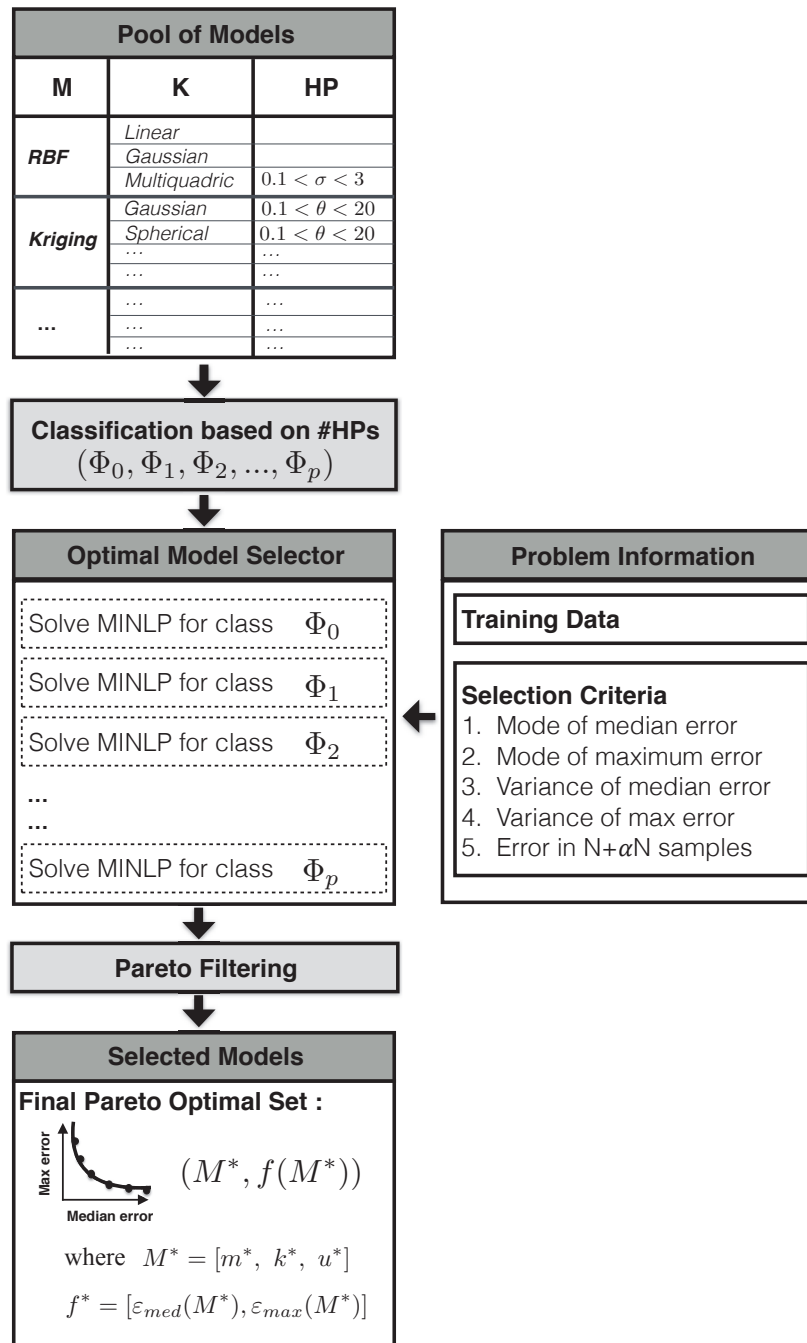 Pool of Models
M K HP
RBF
Linear
Gaussian
Multiquadric 0.1 < σ < 3
Kriging
Gaussian 0.1 < θ < 20
Spherical 0.1 < θ < 20
... ...
... ...
...
... ...
... ...
... ...
Classification based on #HPs
(Φ₀, Φ₁, Φ₂, ..., Φₚ)
Optimal Model Selector
Solve MINLP for class Φ₀
Solve MINLP for class Φ₁
Solve MINLP for class Φ₂
...
...
Solve MINLP for class Φₚ
Problem Information
Training Data
Selection Criteria
1. Mode of median error
2. Mode of maximum error
3. Variance of median error
4. Variance of max error
5. Error in N+αN samples
Pareto Filtering
Selected Models
Final Pareto Optimal Set :
Max error
Median error
(M*, f(M*))
where M* = [m*, k*, u*]
f* = [ε_med(M*), ε_max(M*)]